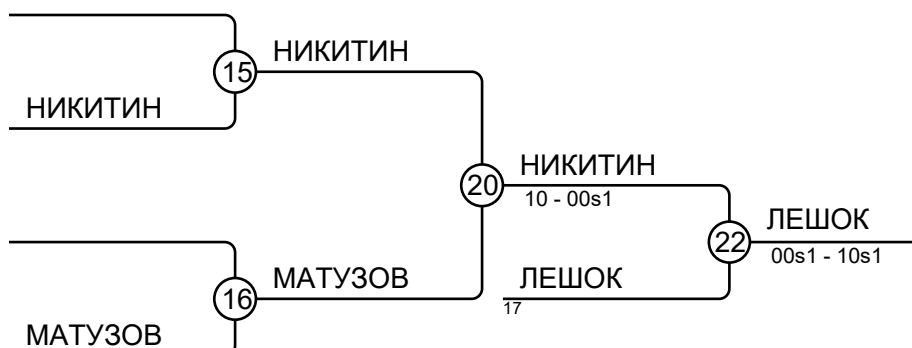 15
НИКИТИН
НИКИТИН
20
НИКИТИН
10 - 00s1
22
ЛЕШОК
00s1 - 10s1
16
МАТУЗОВ
ЛЕШОК
17
МАТУЗОВ